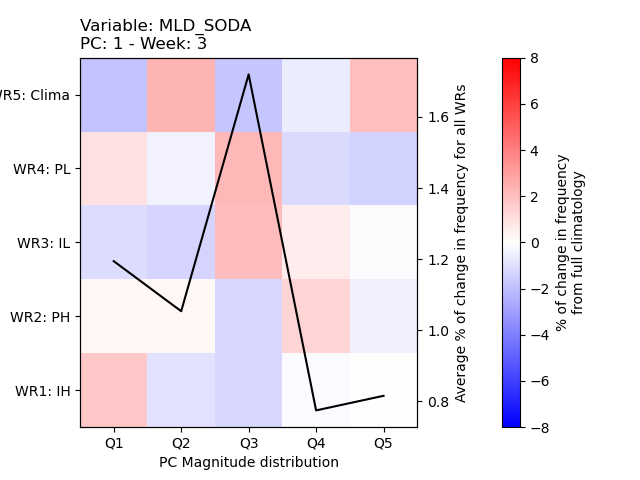 Variable: MLD_SODA
PC: 1 - Week: 3
WR5: Clima
WR4: PL
WR3: IL
WR2: PH
WR1: IH
Q1 Q2 Q3 Q4 Q5
PC Magnitude distribution
1.6
1.4
1.2
1.0
0.8
Average % of change in frequency for all WRs
8
6
4
2
0
−2
−4
−6
−8
% of change in frequency
from full climatology